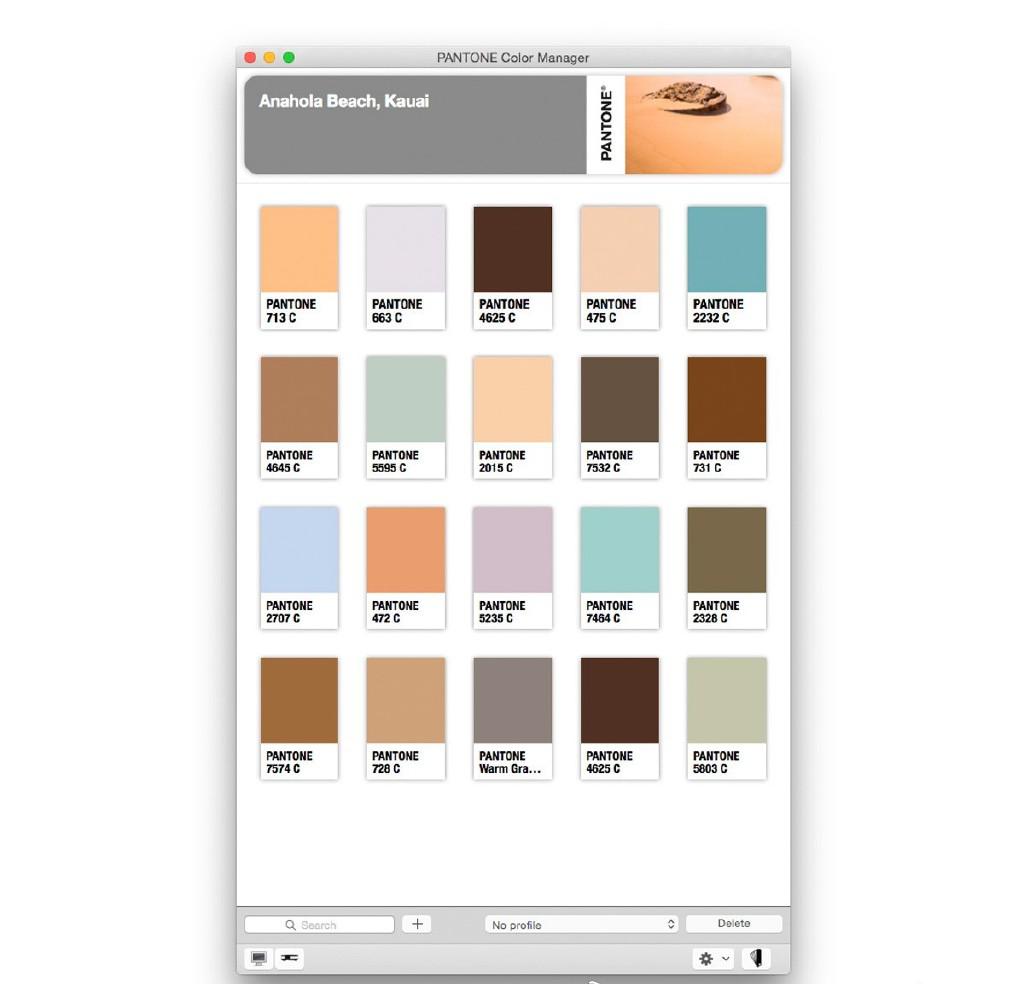 PANTONE Color Manager
Anahola Beach, Kauai
PANTONE®
PANTONE
713 C
PANTONE
663 C
PANTONE
4625 C
PANTONE
475 C
PANTONE
2232 C
PANTONE
4645 C
PANTONE
5595 C
PANTONE
2015 C
PANTONE
7532 C
PANTONE
731 C
PANTONE
2707 C
PANTONE
472 C
PANTONE
5235 C
PANTONE
7464 C
PANTONE
2328 C
PANTONE
7574 C
PANTONE
728 C
PANTONE
Warm Gra...
PANTONE
4625 C
PANTONE
5803 C
Search
No profile
Delete